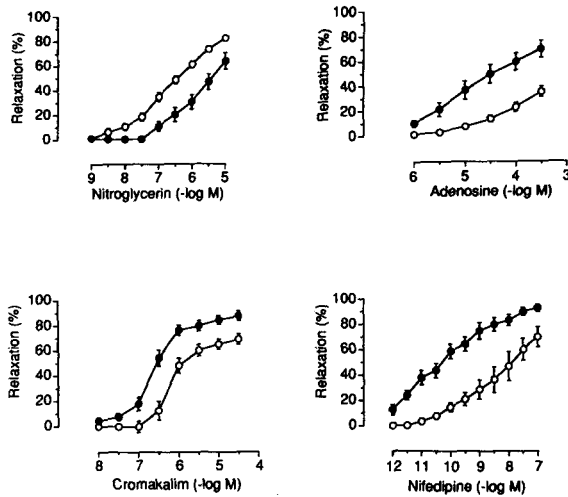 Relaxation (%)
100
80
60
40
20
0
9 8 7 6 5
Nitroglycerin (-log M)
Relaxation (%)
100
80
60
40
20
0
6 5 4 3
Adenosine (-log M)
Relaxation (%)
100
80
60
40
20
0
8 7 6 5 4
Cromakalim (-log M)
Relaxation (%)
100
80
60
40
20
0
12 11 10 9 8 7
Nifedipine (-log M)